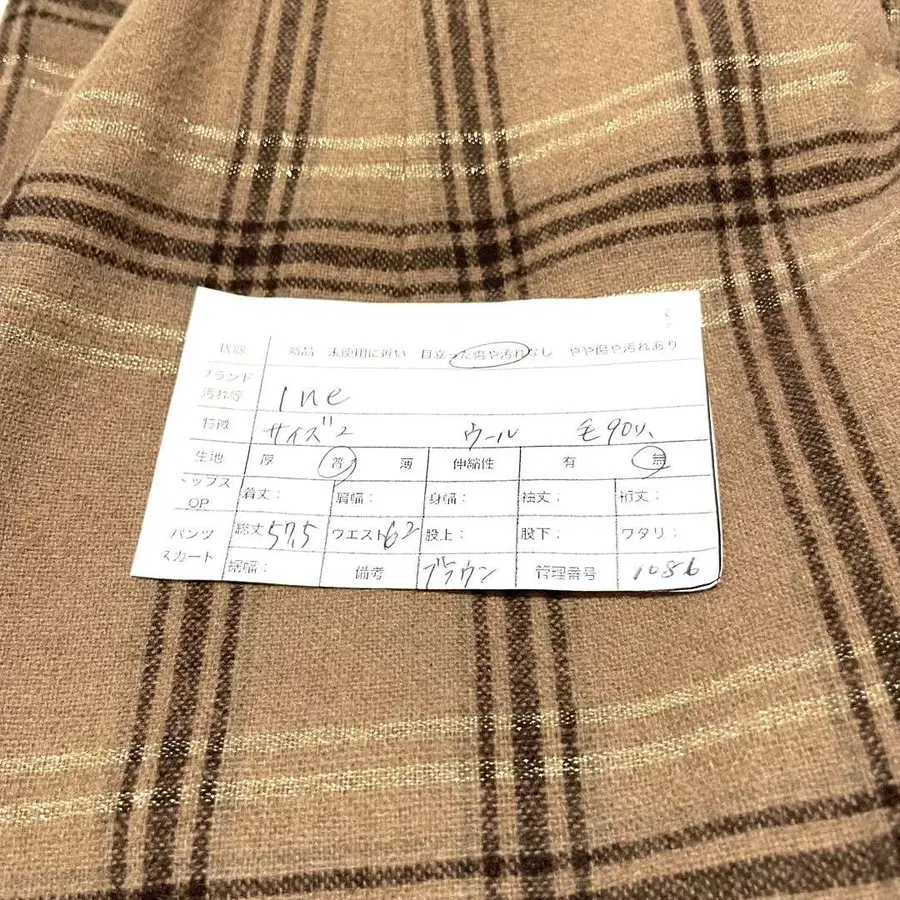 状態 新品 未使用に近い 目立った傷や汚れなし やや傷や汚れあり
ブランド
汚れ等 ine
特徴 サイズ2 ウール 毛90%
生地 厚 普 薄 伸縮性 有 無
トップス
OP 着丈: 肩幅: 身幅: 袖丈: 裄丈:
パンツ
スカート 総丈57.5 ウエスト62 股上: 股下: ワタリ:
裾幅: 備考 ブラウン 管理番号 1086